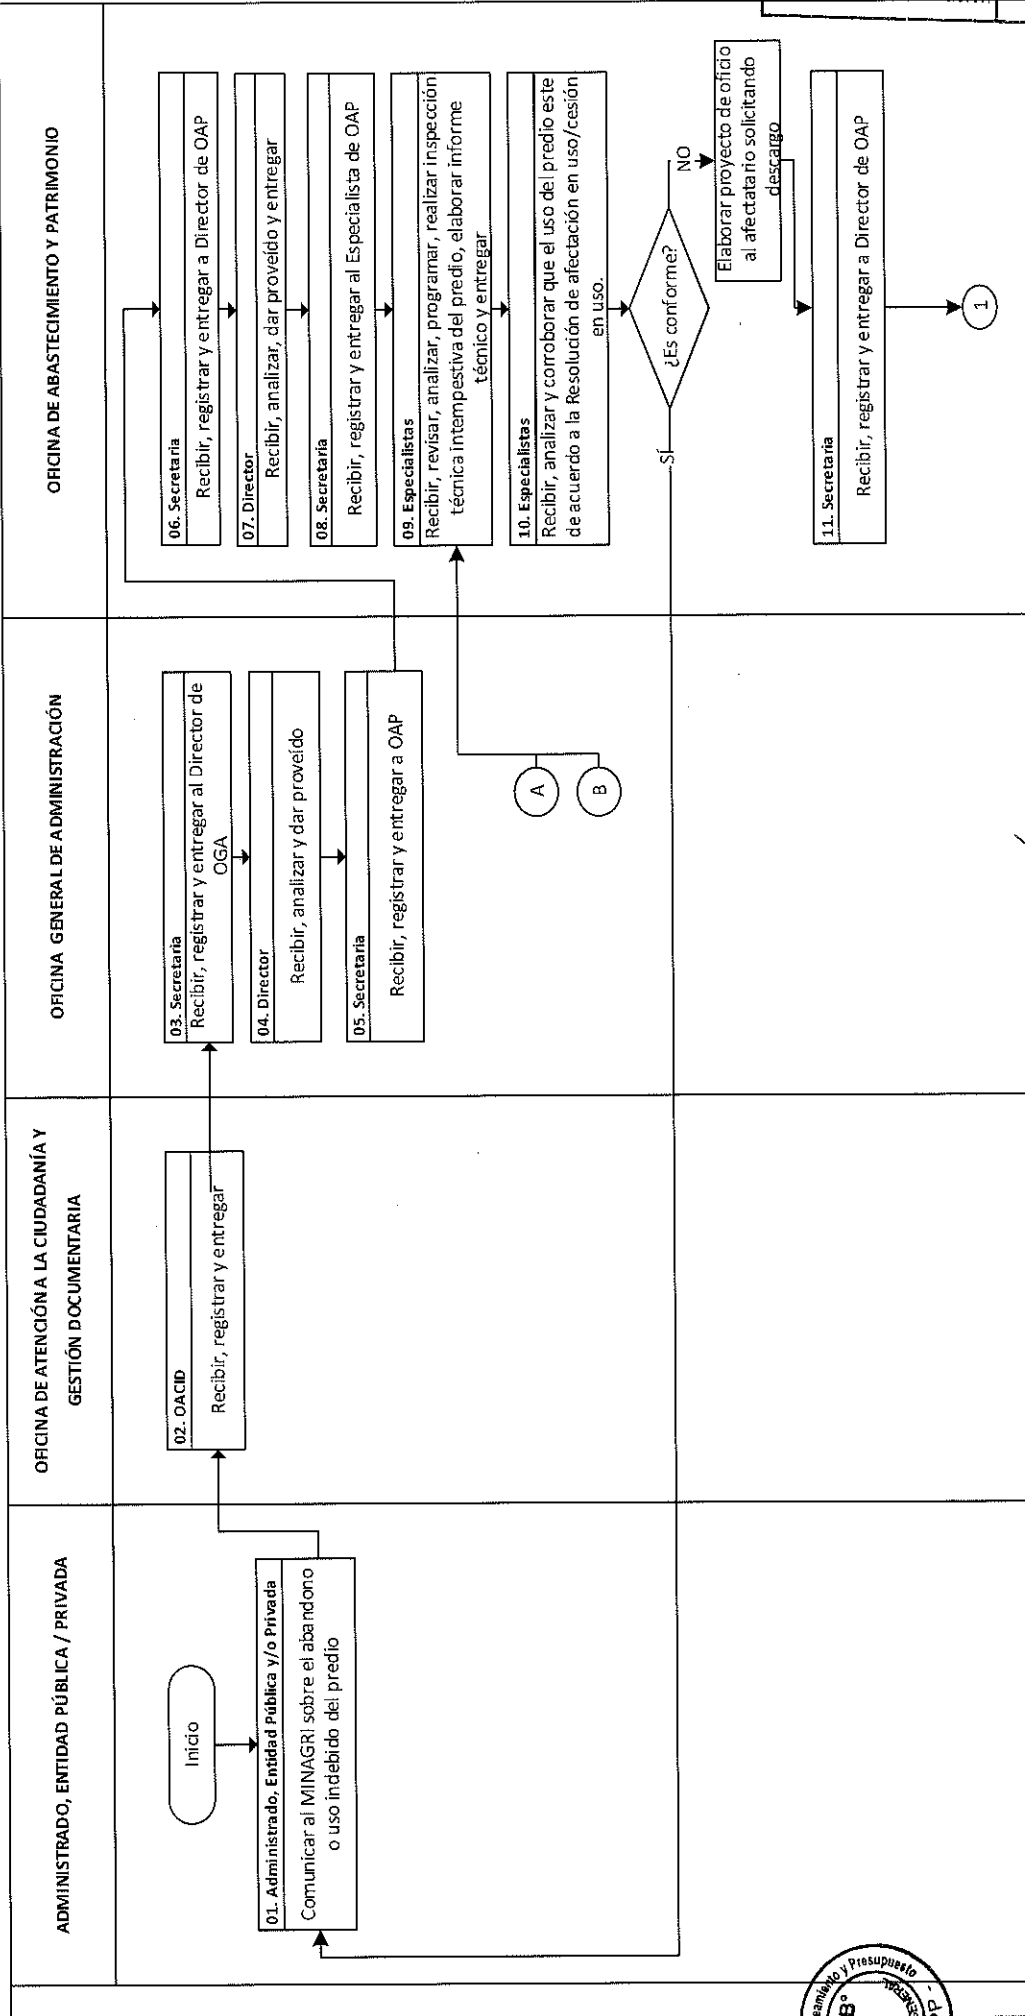 ADMINISTRADO, ENTIDAD PÚBLICA / PRIVADA
OFICINA DE ATENCIÓN A LA CIUDADANÍA Y
GESTIÓN DOCUMENTARIA
OFICINA GENERAL DE ADMINISTRACIÓN
OFICINA DE ABASTECIMIENTO Y PATRIMONIO
Inicio
01. Administrado, Entidad Pública y/o Privada
Comunicar al MINAGRI sobre el abandono
o uso indebido del predio
02. OACID
Recibir, registrar y entregar
03. Secretaria
Recibir, registrar y entregar al Director de
OGA
04. Director
Recibir, analizar y dar proveído
05. Secretaria
Recibir, registrar y entregar a OAP
A
B
06. Secretaria
Recibir, registrar y entregar a Director de OAP
07. Director
Recibir, analizar, dar proveído y entregar
08. Secretaria
Recibir, registrar y entregar al Especialista de OAP
09. Especialistas
Recibir, revisar, analizar, programar, realizar inspección
técnica intempestiva del predio, elaborar informe
técnico y entregar
10. Especialistas
Recibir, analizar y corroborar que el uso del predio este
de acuerdo a la Resolución de afectación en uso/cesión
en uso.
¿Es conforme?
SÍ
NO
Elaborar proyecto de oficio
al afectatario solicitando
descargo
11. Secretaria
Recibir, registrar y entregar a Director de OAP
1
y Presupuesto
B°